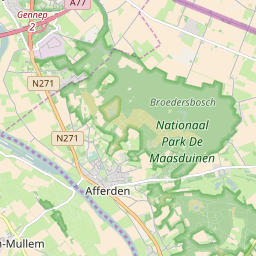 A77
Gennep
2
N271
Broedersbosch
Nationaal
Park De
Maasduinen
N271
Afferden
n-Mullem